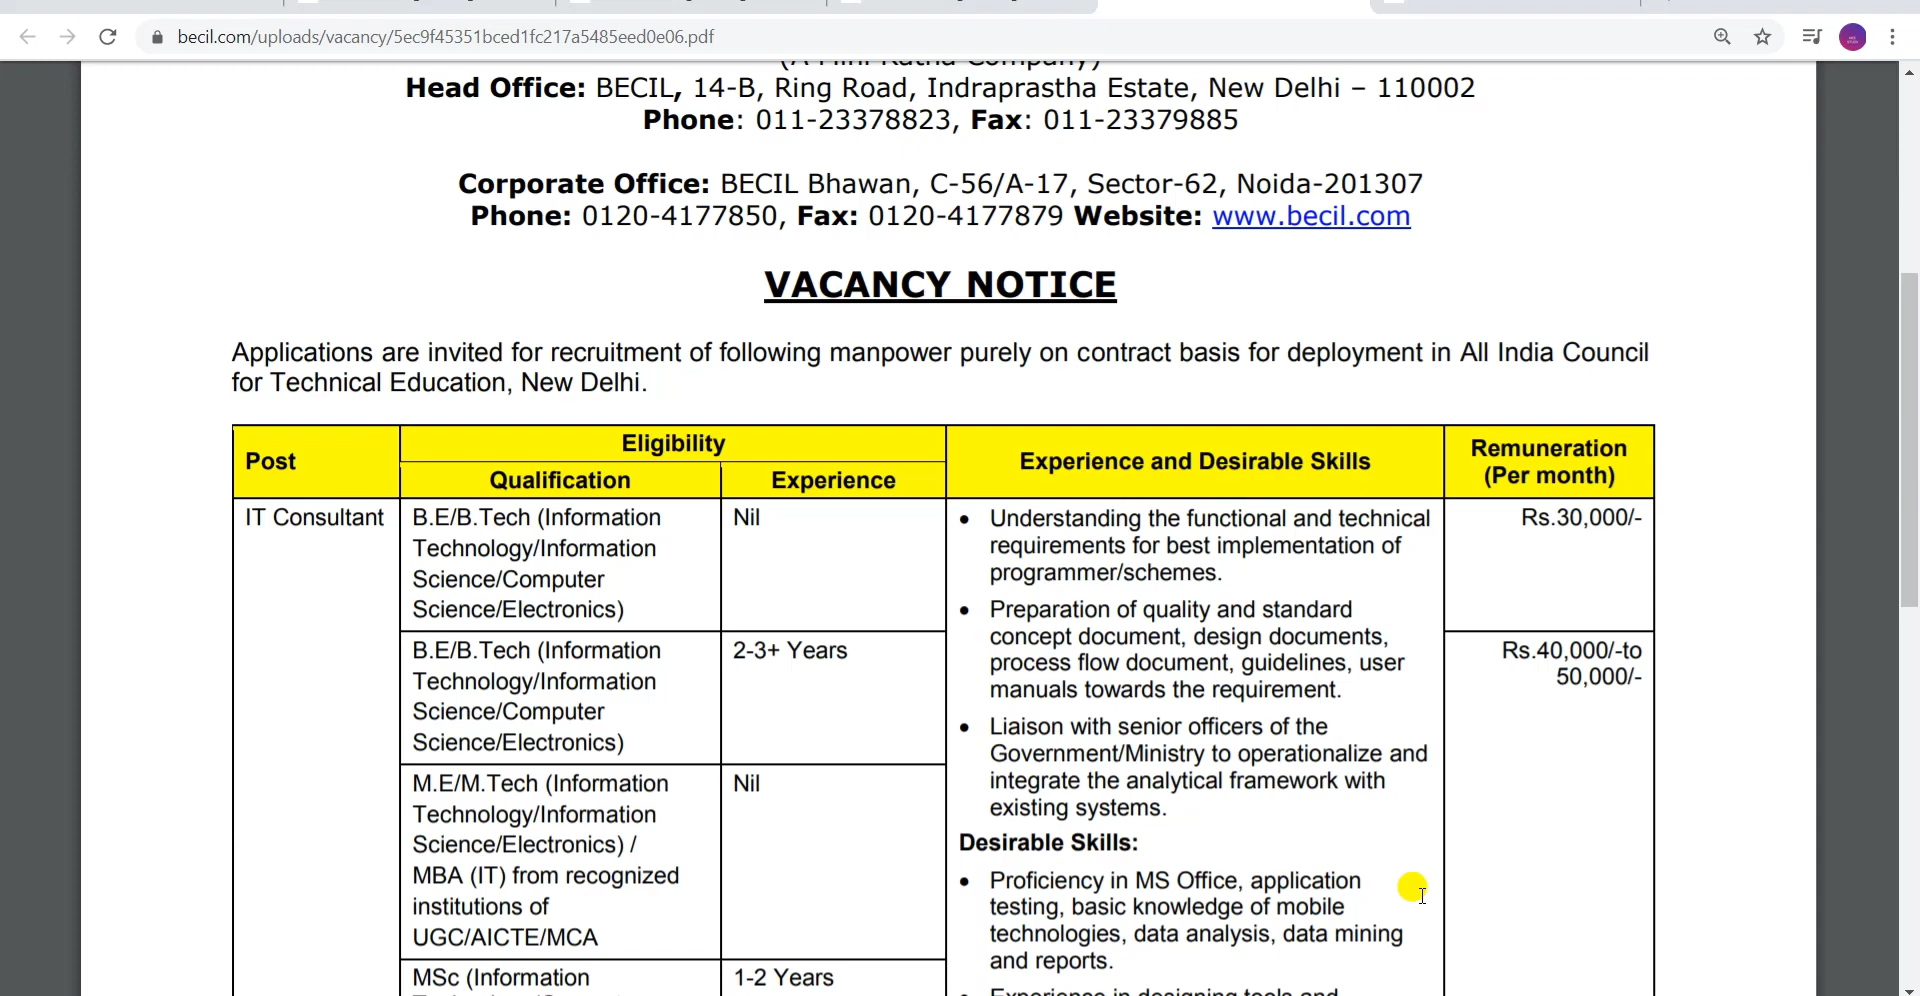 becil.com/uploads/vacancy/5ec9f45351bced1fc217a5485eed0e06.pdf
Head Office: BECIL, 14-B, Ring Road, Indraprastha Estate, New Delhi – 110002
Phone: 011-23378823, Fax: 011-23379885
Corporate Office: BECIL Bhawan, C-56/A-17, Sector-62, Noida-201307
Phone: 0120-4177850, Fax: 0120-4177879 Website: www.becil.com
VACANCY NOTICE
Applications are invited for recruitment of following manpower purely on contract basis for deployment in All India Council
for Technical Education, New Delhi.
Post
Eligibility
Qualification
Experience
Experience and Desirable Skills
Remuneration
(Per month)
IT Consultant
B.E/B.Tech (Information
Technology/Information
Science/Computer
Science/Electronics)
Nil
B.E/B.Tech (Information
Technology/Information
Science/Computer
Science/Electronics)
2-3+ Years
M.E/M.Tech (Information
Technology/Information
Science/Electronics) /
MBA (IT) from recognized
institutions of
UGC/AICTE/MCA
Nil
MSc (Information
1-2 Years
• Understanding the functional and technical
requirements for best implementation of
programmer/schemes.
• Preparation of quality and standard
concept document, design documents,
process flow document, guidelines, user
manuals towards the requirement.
• Liaison with senior officers of the
Government/Ministry to operationalize and
integrate the analytical framework with
existing systems.
Desirable Skills:
• Proficiency in MS Office, application
testing, basic knowledge of mobile
technologies, data analysis, data mining
and reports.
Rs.30,000/-
Rs.40,000/-to
50,000/-